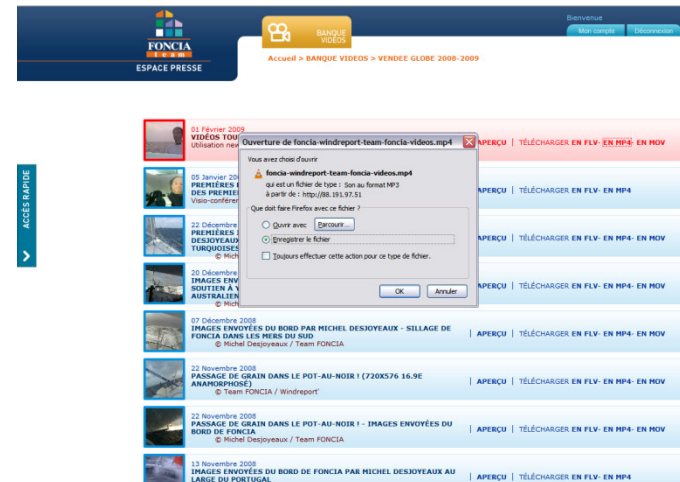 FONCIA
team
ESPACE PRESSE
BANQUE
VIDÉOS
Bienvenue
Mon compte
Déconnexion
Accueil > BANQUE VIDEOS > VENDEE GLOBE 2008-2009
ACCÈS RAPIDE
01 Février 2009
VIDÉOS TOU
Utilisation new
APERÇU | TÉLÉCHARGER EN FLV- EN MP4- EN MOV
Ouverture de foncia-windreport-team-foncia-videos.mp4
Vous avez choisi d'ouvrir
foncia-windreport-team-foncia-videos.mp4
qui est un fichier de type : Son au format MP3
à partir de : http://88.191.97.51
Que doit faire Firefox avec ce fichier ?
Ouvrir avec
Parcourir...
Enregistrer le fichier
Toujours effectuer cette action pour ce type de fichier.
OK
Annuler
05 Janvier 20
PREMIÈRES
DES PREMIE
Visio-conféren
| APERÇU | TÉLÉCHARGER EN FLV- EN MP4
22 Décembre
PREMIÈRES
DESJOYEAUX
TURQUOISES
© Mich
| APERÇU | TÉLÉCHARGER EN FLV- EN MP4- EN MOV
20 Décembre
IMAGES ENV
SOUTIEN À Y
AUSTRALIEN
© Mich
| APERÇU | TÉLÉCHARGER EN FLV- EN MP4- EN MOV
07 Décembre 2008
IMAGES ENVOYÉES DU BORD PAR MICHEL DESJOYEAUX - SILLAGE DE
FONCIA DANS LES MERS DU SUD
© Michel Desjoyeaux / Team FONCIA
| APERÇU | TÉLÉCHARGER EN FLV- EN MP4- EN MOV
22 Novembre 2008
PASSAGE DE GRAIN DANS LE POT-AU-NOIR ! (720X576 16.9E
ANAMORPHOSÉ)
© Team FONCIA / Windreport'
| APERÇU | TÉLÉCHARGER EN FLV- EN MP4- EN MOV
22 Novembre 2008
PASSAGE DE GRAIN DANS LE POT-AU-NOIR ! - IMAGES ENVOYÉES DU
BORD DE FONCIA
© Michel Desjoyeaux / Team FONCIA
| APERÇU | TÉLÉCHARGER EN FLV- EN MP4- EN MOV
13 Novembre 2008
IMAGES ENVOYÉES DU BORD DE FONCIA PAR MICHEL DESJOYEAUX AU
LARGE DU PORTUGAL
| APERÇU | TÉLÉCHARGER EN FLV- EN MP4